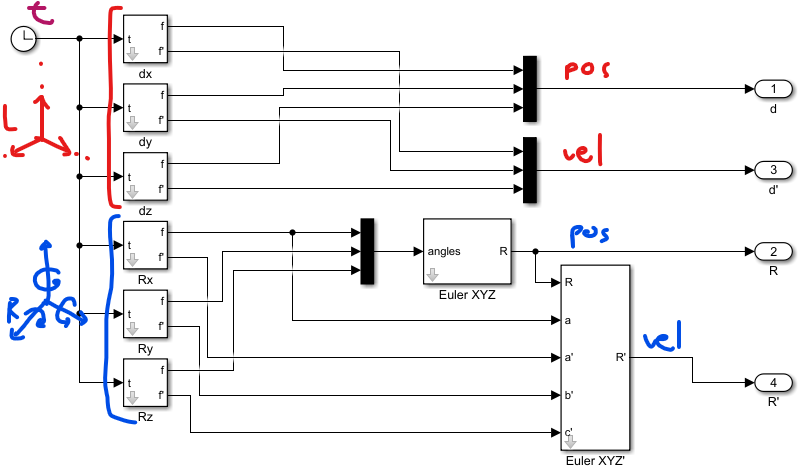 t
t f f' dx
pos
1
d
L
t f f' dy
t f f' dz
vel
3
d'
t f f' Rx
angles R
Euler XYZ
pos
2
R
R
t f f' Ry
t f f' Rz
R
a
a' R'
b'
c'
Euler XYZ'
vel
4
R'